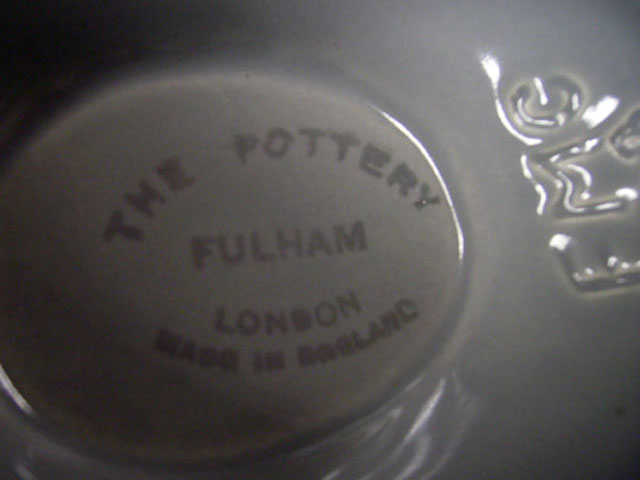 THE POTTERY
FULHAM
LONDON
MADE IN ENGLAND